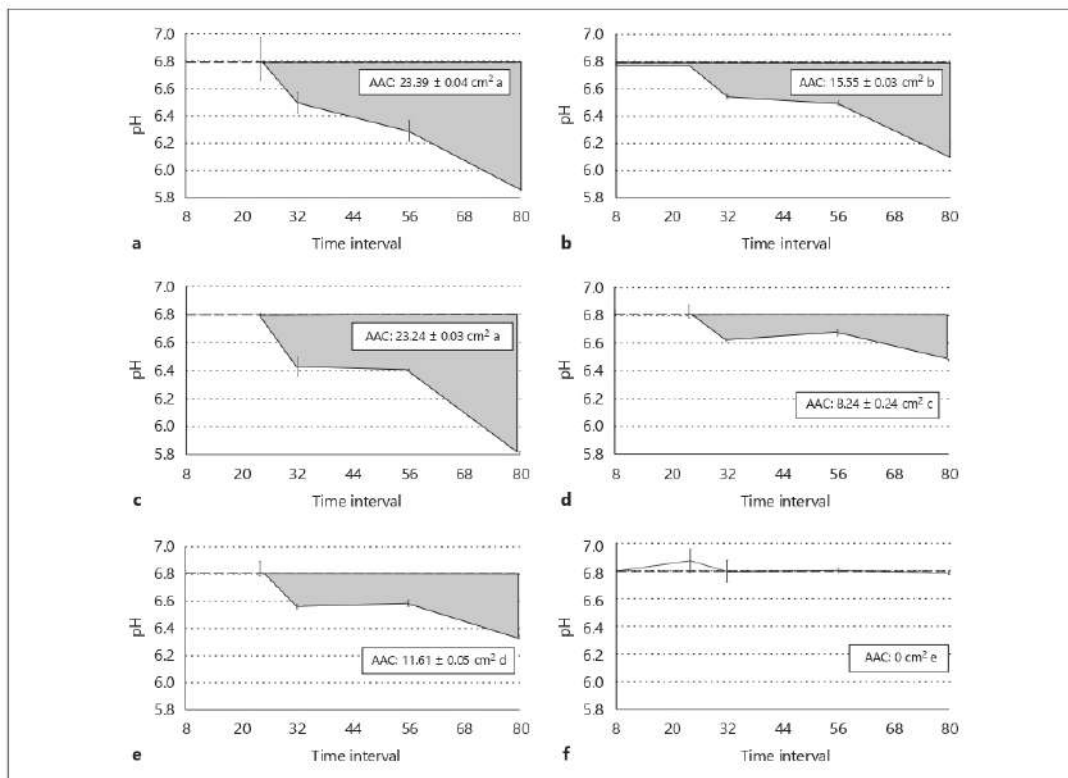 7.0
6.8
6.6
6.4
6.2
6.0
5.8
pH
AAC: 23.39 ± 0.04 cm² a
8 20 32 44 56 68 80
a Time interval
7.0
6.8
6.6
6.4
6.2
6.0
5.8
pH
AAC: 15.55 ± 0.03 cm² b
8 20 32 44 56 68 80
b Time interval
7.0
6.8
6.6
6.4
6.2
6.0
5.8
pH
AAC: 23.24 ± 0.03 cm² a
8 20 32 44 56 68 80
c Time interval
7.0
6.8
6.6
6.4
6.2
6.0
5.8
pH
AAC: 8.24 ± 0.24 cm² c
8 20 32 44 56 68 80
d Time interval
7.0
6.8
6.6
6.4
6.2
6.0
5.8
pH
AAC: 11.61 ± 0.05 cm² d
8 20 32 44 56 68 80
e Time interval
7.0
6.8
6.6
6.4
6.2
6.0
5.8
pH
AAC: 0 cm² e
8 20 32 44 56 68 80
f Time interval